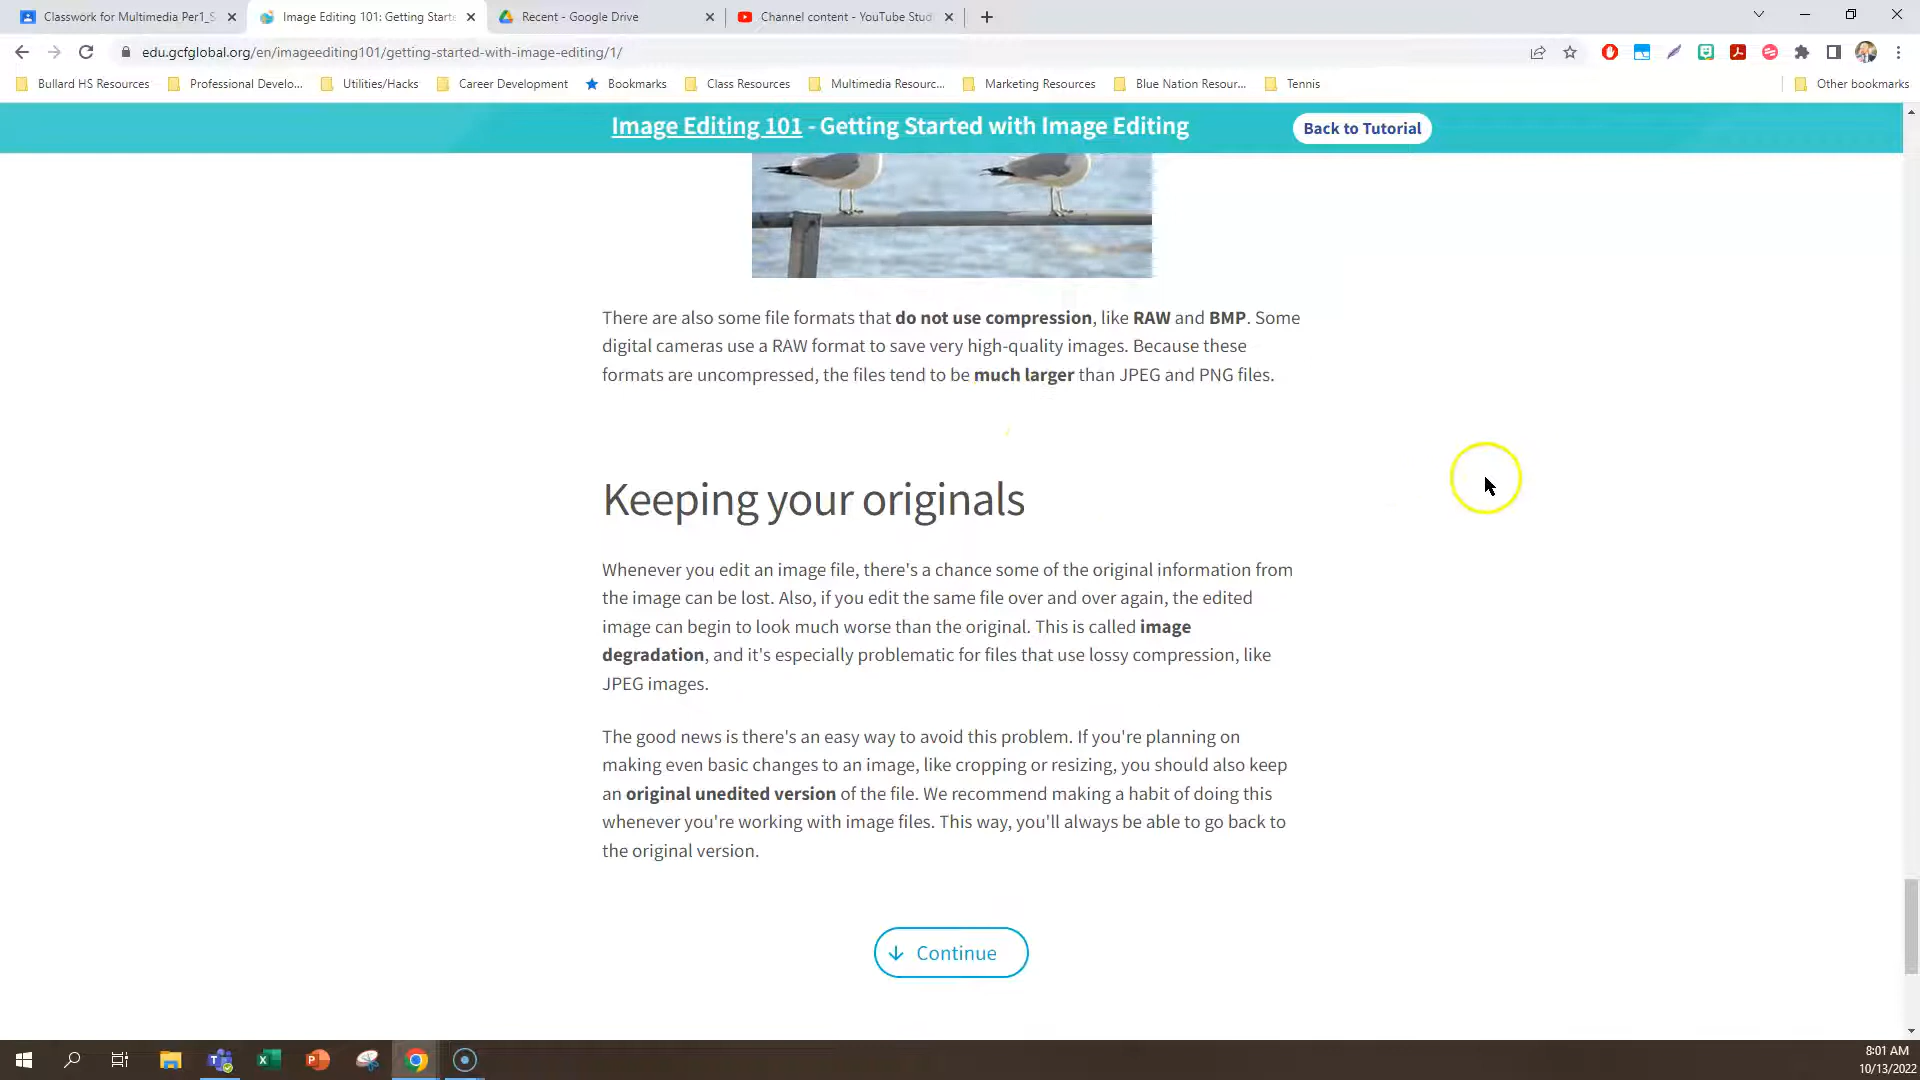 Classwork for Multimedia Per1_S
Image Editing 101: Getting Starte
Recent - Google Drive
Channel content - YouTube Stud
edu.gcfglobal.org/en/imageediting101/getting-started-with-image-editing/1/
Bullard HS Resources
Professional Develo...
Utilities/Hacks
Career Development
Bookmarks
Class Resources
Multimedia Resourc...
Marketing Resources
Blue Nation Resour...
Tennis
Other bookmarks
Image Editing 101 - Getting Started with Image Editing
Back to Tutorial
There are also some file formats that do not use compression, like RAW and BMP. Some
digital cameras use a RAW format to save very high-quality images. Because these
formats are uncompressed, the files tend to be much larger than JPEG and PNG files.
Keeping your originals
Whenever you edit an image file, there's a chance some of the original information from
the image can be lost. Also, if you edit the same file over and over again, the edited
image can begin to look much worse than the original. This is called image
degradation, and it's especially problematic for files that use lossy compression, like
JPEG images.
The good news is there's an easy way to avoid this problem. If you're planning on
making even basic changes to an image, like cropping or resizing, you should also keep
an original unedited version of the file. We recommend making a habit of doing this
whenever you're working with image files. This way, you'll always be able to go back to
the original version.
Continue
8:01 AM
10/13/2022